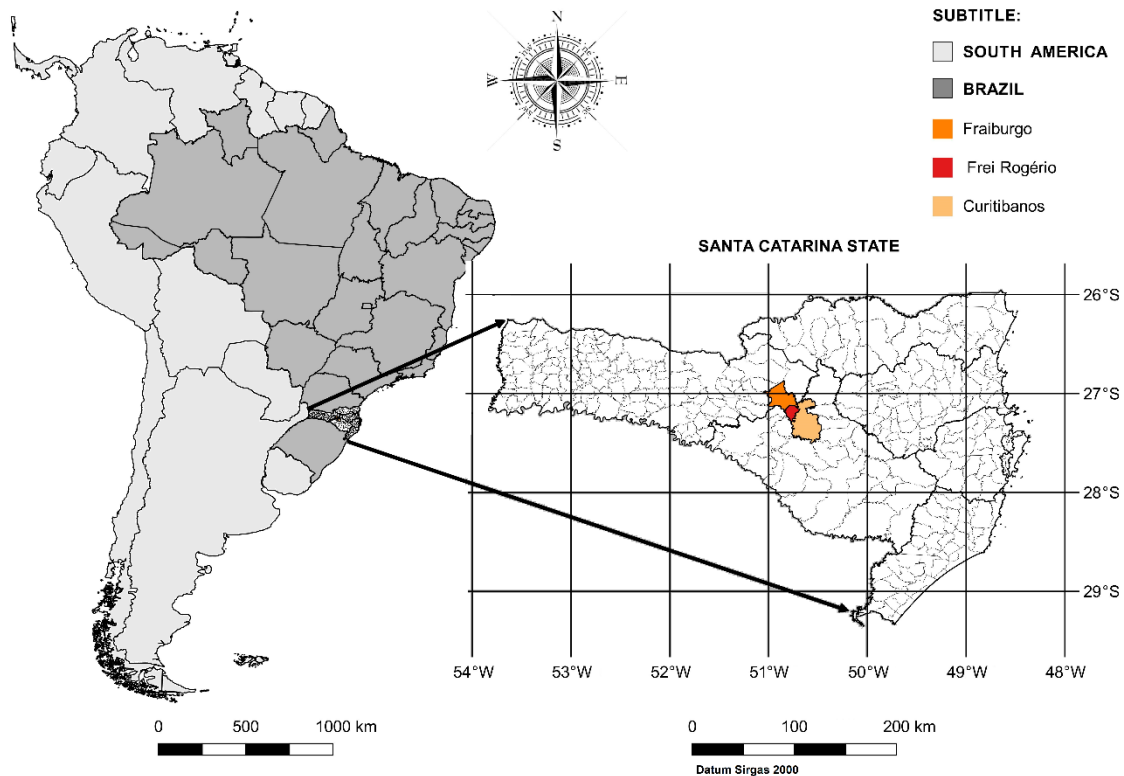 N
W
E
S
SUBTITLE:
SOUTH AMERICA
BRAZIL
Fraiburgo
Frei Rogério
Curitibanos
SANTA CATARINA STATE
26°S
27°S
28°S
29°S
54°W 53°W 52°W 51°W 50°W 49°W 48°W
0 500 1000 km
0 100 200 km
Datum Sirgas 2000